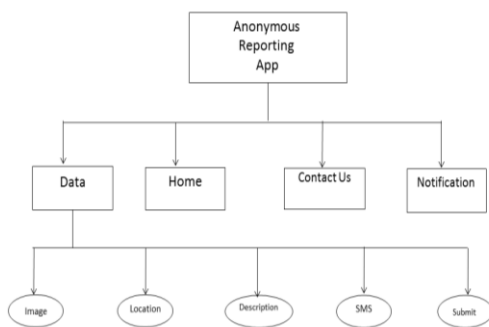 Anonymous
Reporting
App
Data
Home
Contact Us
Notification
Image
Location
Description
SMS
Submit